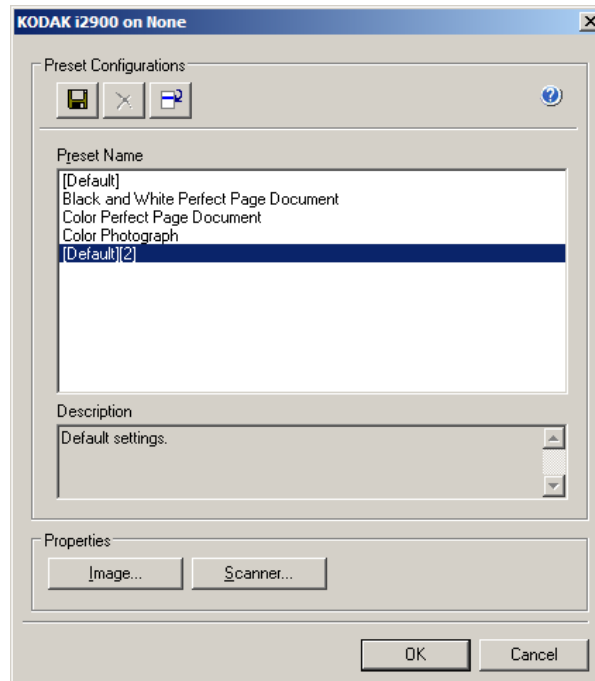 KODAK i2900 on None
Preset Configurations
Preset Name
[Default]
Black and White Perfect Page Document
Color Perfect Page Document
Color Photograph
[Default][2]
Description
Default settings.
Properties
Image... Scanner...
OK Cancel